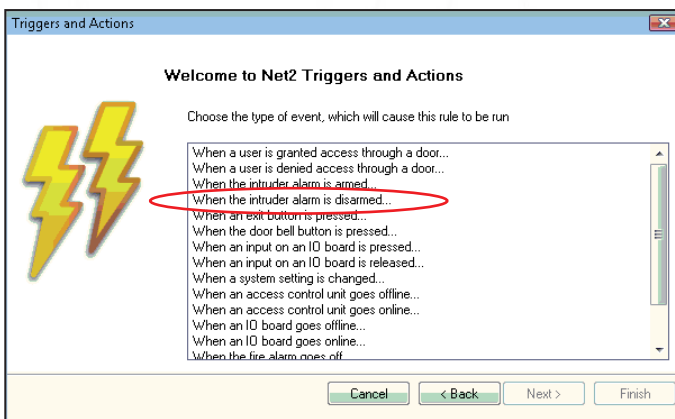 Triggers and Actions
Welcome to Net2 Triggers and Actions
Choose the type of event, which will cause this rule to be run
When a user is granted access through a door...
When a user is denied access through a door...
When the intruder alarm is armed...
When the intruder alarm is disarmed...
When an exit button is pressed...
When the door bell button is pressed...
When an input on an IO board is pressed...
When an input on an IO board is released...
When a system setting is changed...
When an access control unit goes offline...
When an access control unit goes online...
When an IO board goes offline...
When an IO board goes online...
When the fire alarm goes off
Cancel < Back Next > Finish